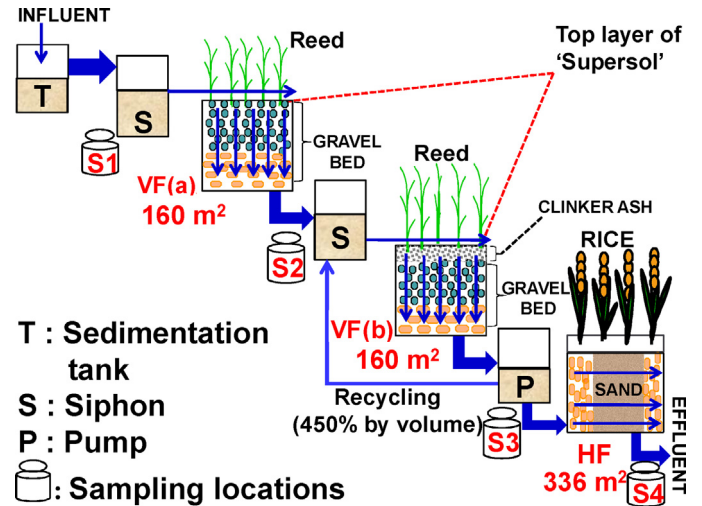 INFLUENT
T
S
S1
Reed
Top layer of
‘Supersol’
GRAVEL
BED
VF(a)
160 m²
S2
S
Reed
CLINKER ASH
RICE
GRAVEL
BED
VF(b)
160 m²
Recycling
(450% by volume)
P
S3
SAND
HF
336 m²
S4
EFFLUENT
T : Sedimentation
tank
S : Siphon
P : Pump
: Sampling locations